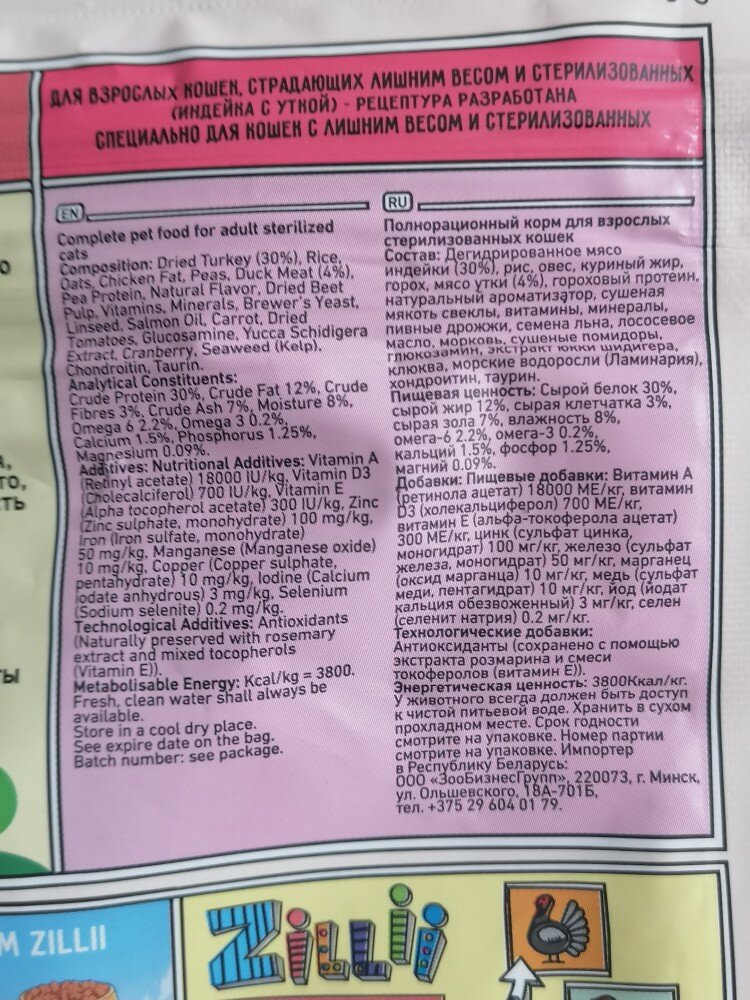 ДЛЯ ВЗРОСЛЫХ КОШЕК, СТРАДАЮЩИХ ЛИШНИМ ВЕСОМ И СТЕРИЛИЗОВАННЫХ
(ИНДЕЙКА С УТКОЙ) - РЕЦЕПТУРА РАЗРАБОТАНА
СПЕЦИАЛЬНО ДЛЯ КОШЕК С ЛИШНИМ ВЕСОМ И СТЕРИЛИЗОВАННЫХ
EN
Complete pet food for adult sterilized
cats
Composition: Dried Turkey (30%), Rice,
Oats, Chicken Fat, Peas, Duck Meat (4%),
Pea Protein, Natural Flavor, Dried Beet
Pulp, Vitamins, Minerals, Brewer's Yeast,
Linseed, Salmon Oil, Carrot, Dried
Tomatoes, Glucosamine, Yucca Schidigera
Extract, Cranberry, Seaweed (Kelp),
Chondroitin, Taurin.
Analytical Constituents:
Crude Protein 30%, Crude Fat 12%, Crude
Fibres 3%, Crude Ash 7%, Moisture 8%,
Omega 6 2.2%, Omega 3 0.2%,
Calcium 1.5%, Phosphorus 1.25%,
Magnesium 0.09%.
Additives: Nutritional Additives: Vitamin A
(Retinyl acetate) 18000 IU/kg, Vitamin D3
(Cholecalciferol) 700 IU/kg, Vitamin E
(Alpha tocopherol acetate) 300 IU/kg, Zinc
(Zinc sulphate, monohydrate) 100 mg/kg,
Iron (Iron sulfate, monohydrate)
50 mg/kg, Manganese (Manganese oxide)
10 mg/kg, Copper (Copper sulphate,
pentahydrate) 10 mg/kg, Iodine (Calcium
iodate anhydrous) 3 mg/kg, Selenium
(Sodium selenite) 0.2 mg/kg.
Technological Additives: Antioxidants
(Naturally preserved with rosemary
extract and mixed tocopherols
(Vitamin E)).
Metabolisable Energy: Kcal/kg = 3800.
Fresh, clean water shall always be
available.
Store in a cool dry place.
See expire date on the bag.
Batch number: see package.
RU
Полнорационный корм для взрослых
стерилизованных кошек
Состав: Дегидрированное мясо
индейки (30%), рис, овес, куриный жир,
горох, мясо утки (4%), гороховый протеин,
натуральный ароматизатор, сушеная
мякоть свеклы, витамины, минералы,
пивные дрожжи, семена льна, лососевое
масло, морковь, сушеные помидоры,
глюкозамин, экстракт юкки шидигера,
клюква, морские водоросли (Ламинария),
хондроитин, таурин.
Пищевая ценность: Сырой белок 30%,
сырой жир 12%, сырая клетчатка 3%,
сырая зола 7%, влажность 8%,
омега-6 2.2%, омега-3 0.2%,
кальций 1.5%, фосфор 1.25%,
магний 0.09%.
Добавки: Пищевые добавки: Витамин А
(ретинола ацетат) 18000 МЕ/кг, витамин
D3 (холекальциферол) 700 МЕ/кг,
витамин Е (альфа-токоферола ацетат)
300 МЕ/кг, цинк (сульфат цинка,
моногидрат) 100 мг/кг, железо (сульфат
железа, моногидрат) 50 мг/кг, марганец
(оксид марганца) 10 мг/кг, медь (сульфат
меди, пентагидрат) 10 мг/кг, йод (йодат
кальция обезвоженный) 3 мг/кг, селен
(селенит натрия) 0.2 мг/кг.
Технологические добавки:
Антиоксиданты (сохранено с помощью
экстракта розмарина и смеси
токоферолов (витамин Е)).
Энергетическая ценность: 3800Ккал/кг.
У животного всегда должен быть доступ
к чистой питьевой воде. Хранить в сухом
прохладном месте. Срок годности
смотрите на упаковке. Номер партии
смотрите на упаковке. Импортер
в Республику Беларусь:
ООО «ЗооБизнесГрупп», 220073, г. Минск,
ул. Ольшевского, 18А-701Б,
тел. +375 29 604 01 79.
М ZILLII
ZiLLii